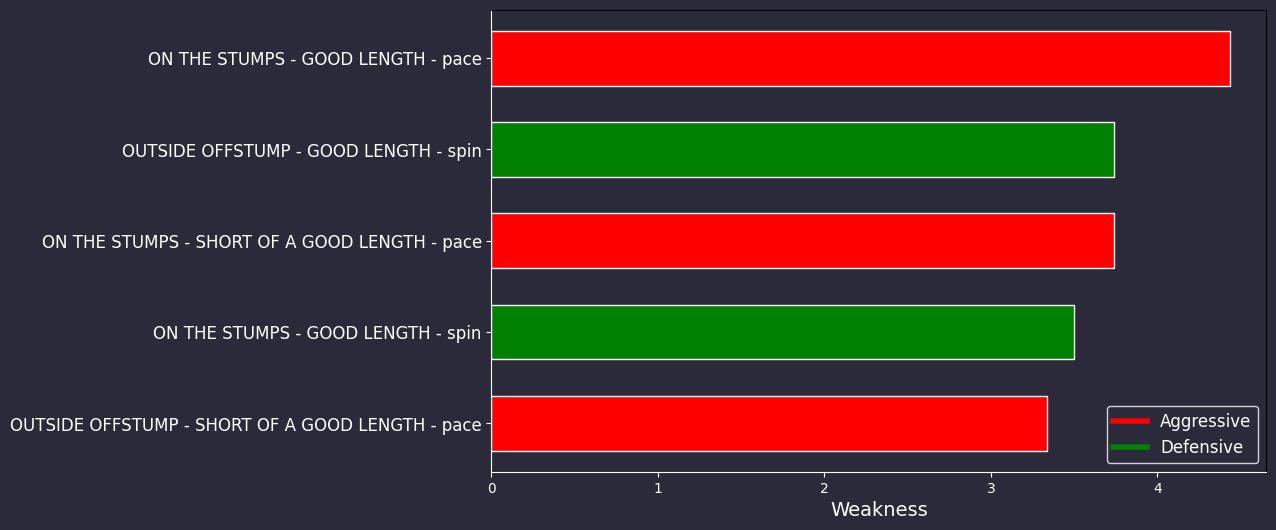 ON THE STUMPS - GOOD LENGTH - pace
OUTSIDE OFFSTUMP - GOOD LENGTH - spin
ON THE STUMPS - SHORT OF A GOOD LENGTH - pace
ON THE STUMPS - GOOD LENGTH - spin
OUTSIDE OFFSTUMP - SHORT OF A GOOD LENGTH - pace
Aggressive
Defensive
0 1 2 3 4
Weakness